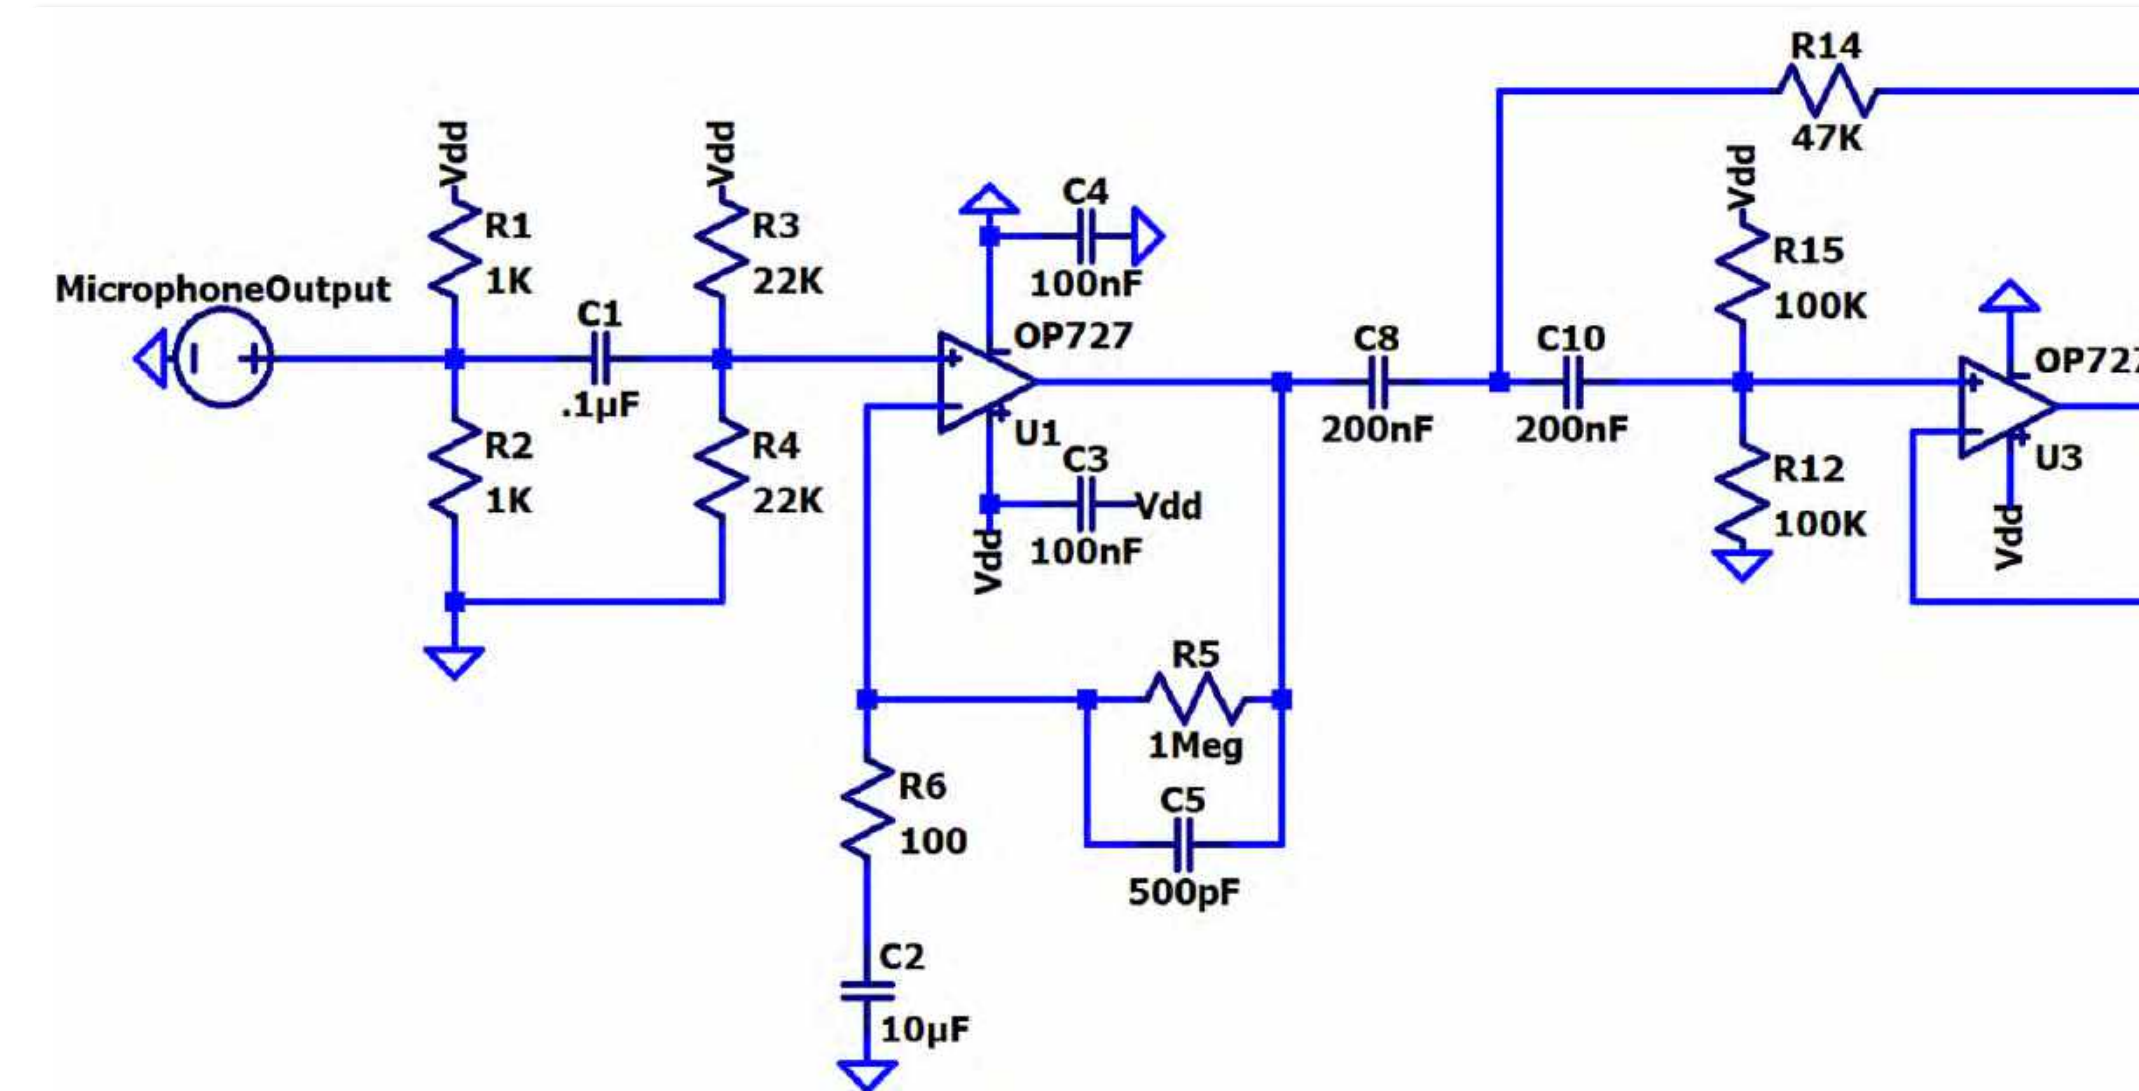 R14
47K
Vdd
R1
1K
MicrophoneOutput
R2
1K
C1
.1µF
Vdd
R3
22K
R4
22K
C4
100nF
OP727
U1
C3
Vdd
100nF
Vdd
C8
200nF
C10
200nF
Vdd
R15
100K
R12
100K
OP727
U3
Vdd
R5
1Meg
C5
500pF
R6
100
C2
10µF